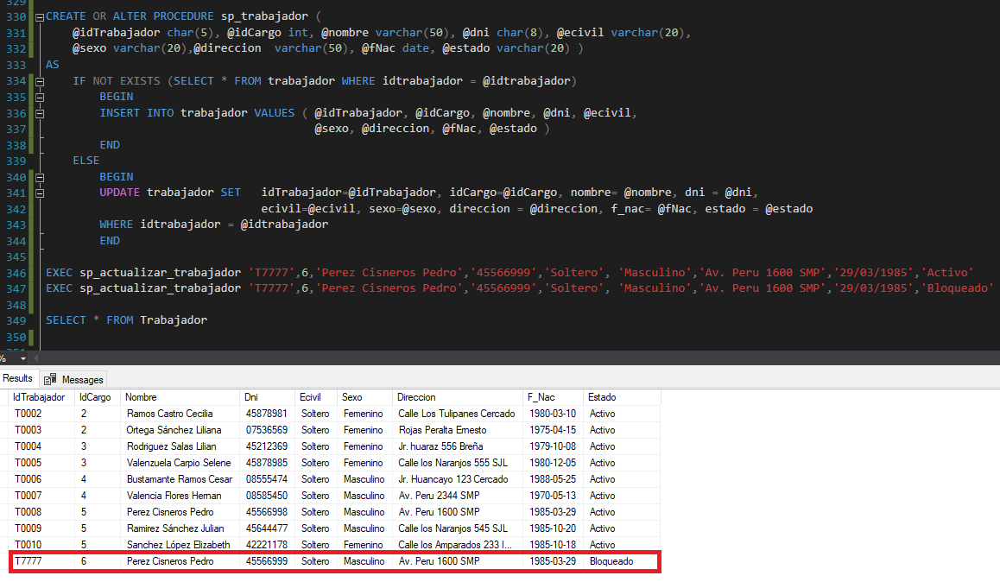 329
330 CREATE OR ALTER PROCEDURE sp_trabajador (
331 @idTrabajador char(5), @idCargo int, @nombre varchar(50), @dni char(8), @ecivil varchar(20),
332 @sexo varchar(20),@direccion varchar(50), @fNac date, @estado varchar(20) )
333 AS
334 IF NOT EXISTS (SELECT * FROM trabajador WHERE idtrabajador = @idtrabajador)
335 BEGIN
336 INSERT INTO trabajador VALUES ( @idTrabajador, @idCargo, @nombre, @dni, @ecivil,
337 @sexo, @direccion, @fNac, @estado )
338 END
339 ELSE
340 BEGIN
341 UPDATE trabajador SET idTrabajador=@idTrabajador, idCargo=@idCargo, nombre= @nombre, dni = @dni,
342 ecivil=@ecivil, sexo=@sexo, direccion = @direccion, f_nac= @fNac, estado = @estado
343 WHERE idtrabajador = @idtrabajador
344 END
345
346 EXEC sp_actualizar_trabajador 'T7777',6,'Perez Cisneros Pedro','45566999','Soltero', 'Masculino','Av. Peru 1600 SMP','29/03/1985','Activo'
347 EXEC sp_actualizar_trabajador 'T7777',6,'Perez Cisneros Pedro','45566999','Soltero', 'Masculino','Av. Peru 1600 SMP','29/03/1985','Bloqueado'
348
349 SELECT * FROM Trabajador
350
%
Results Messages
IdTrabajador IdCargo Nombre Dni Ecivil Sexo Direccion F_Nac Estado
T0002 2 Ramos Castro Cecilia 45878981 Soltero Femenino Calle Los Tulipanes Cercado 1980-03-10 Activo
T0003 2 Ortega Sánchez Liliana 07536569 Soltero Femenino Rojas Peralta Ernesto 1975-04-15 Activo
T0004 3 Rodriguez Salas Lilian 45212369 Soltero Femenino Jr. huaraz 556 Breña 1979-10-08 Activo
T0005 3 Valenzuela Carpio Selene 45878985 Soltero Femenino Calle los Naranjos 555 SJL 1980-12-05 Activo
T0006 4 Bustamante Ramos Cesar 08555474 Soltero Masculino Jr. Huancayo 123 Cercado 1988-05-25 Activo
T0007 4 Valencia Flores Hernan 08585450 Soltero Masculino Av. Peru 2344 SMP 1970-05-13 Activo
T0008 5 Perez Cisneros Pedro 45566998 Soltero Masculino Av. Peru 1600 SMP 1985-03-29 Activo
T0009 5 Ramirez Sánchez Julian 45644477 Soltero Masculino Calle los Naranjos 545 SJL 1985-10-20 Activo
T0010 5 Sanchez López Elizabeth 42221178 Soltero Femenino Calle los Amparados 233 l... 1985-10-18 Activo
T7777 6 Perez Cisneros Pedro 45566999 Soltero Masculino Av. Peru 1600 SMP 1985-03-29 Bloqueado